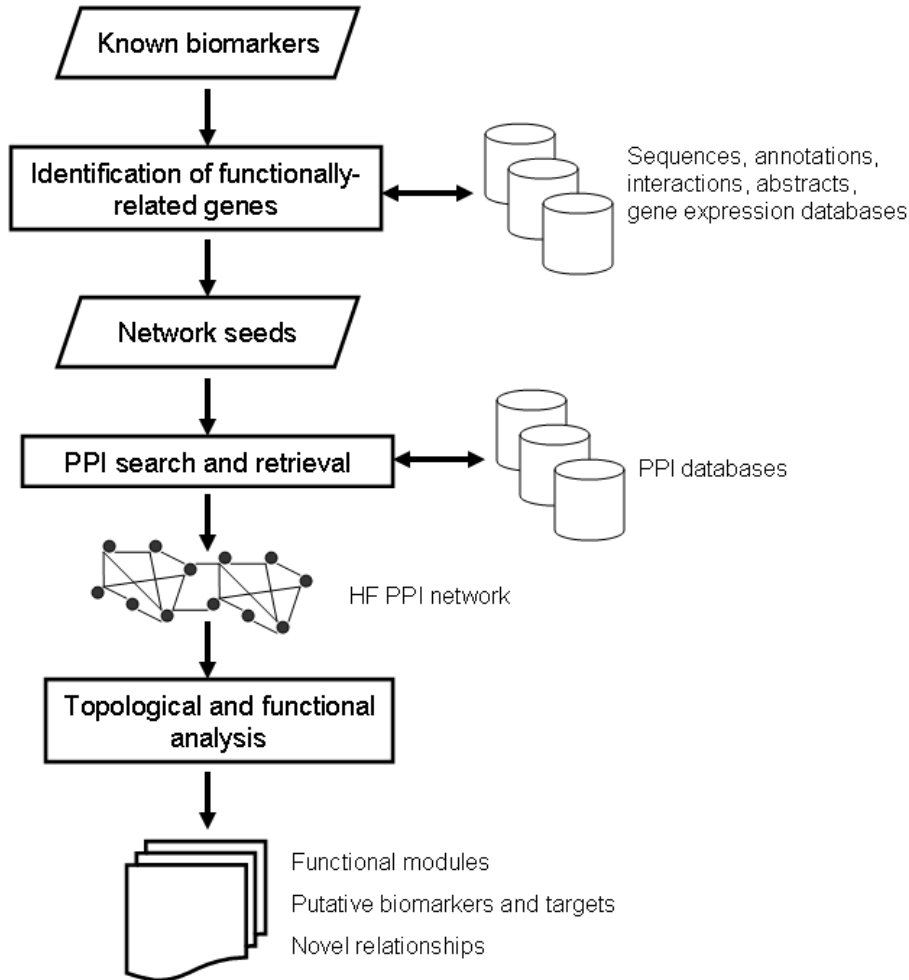 Known biomarkers
Identification of functionally-
related genes
Sequences, annotations,
interactions, abstracts,
gene expression databases
Network seeds
PPI search and retrieval
PPI databases
HF PPI network
Topological and functional
analysis
Functional modules
Putative biomarkers and targets
Novel relationships